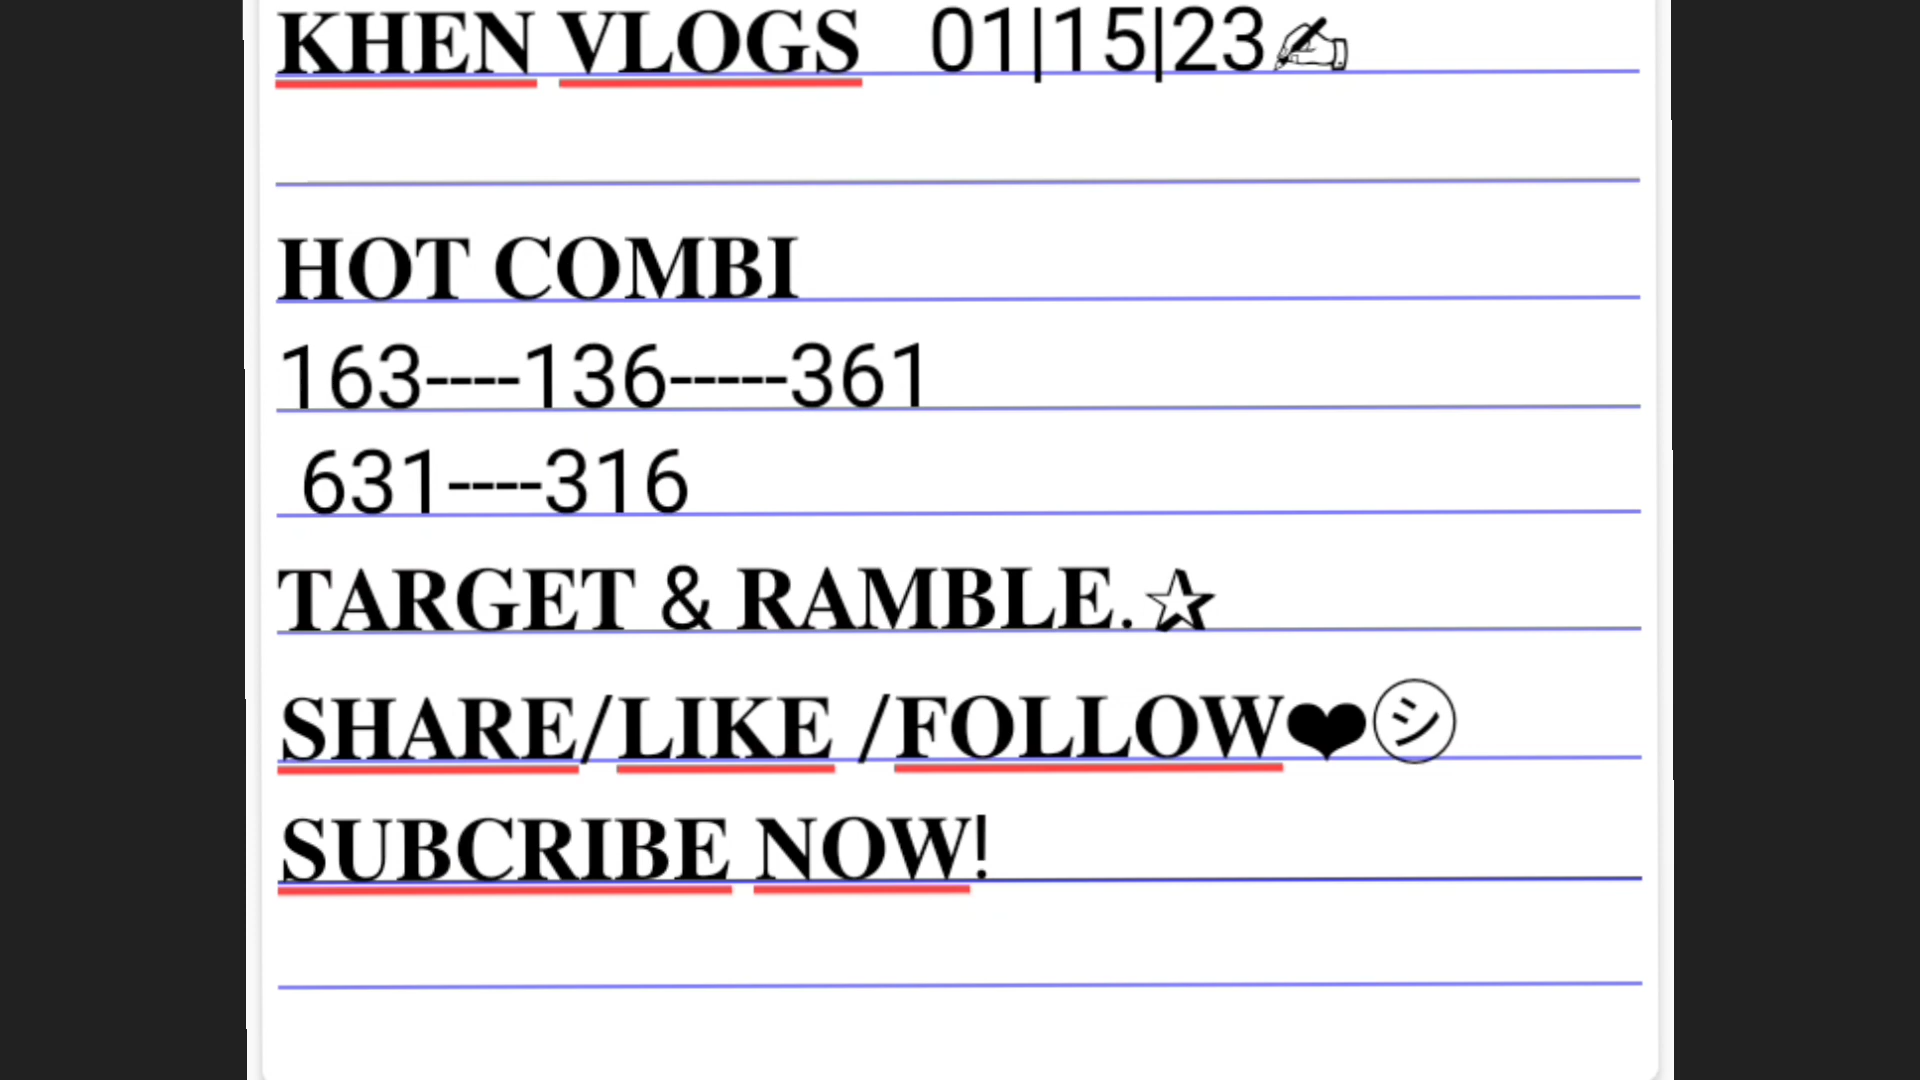 KHEN VLOGS 01|15|23✍
HOT COMBI
163----136-----361
631----316
TARGET & RAMBLE.☆
SHARE/LIKE /FOLLOW❤㋛
SUBCRIBE NOW!